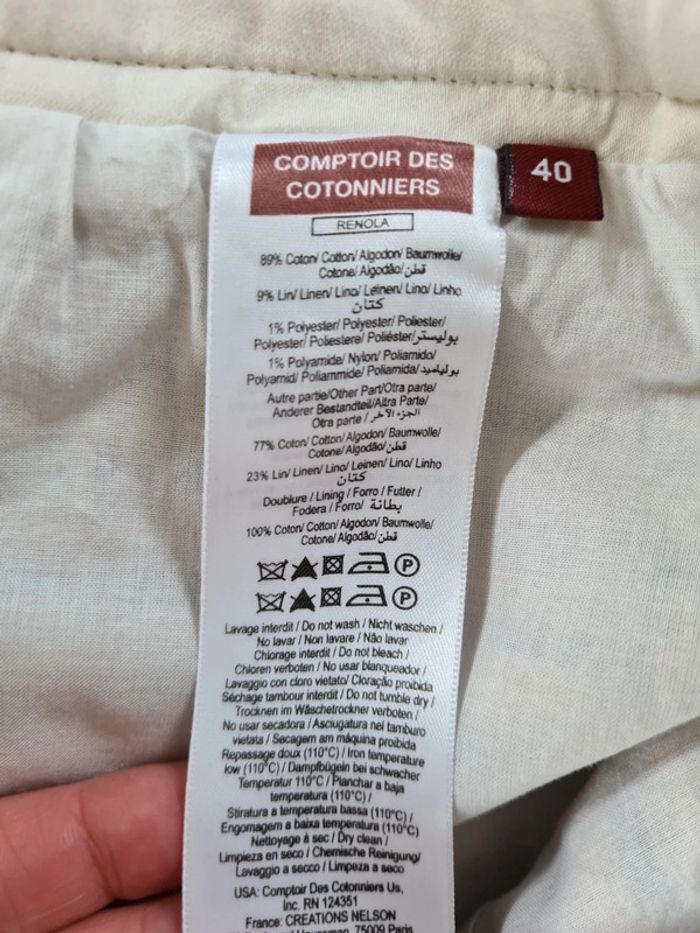 COMPTOIR DES
COTONNIERS
40
RENOLA
89% Coton/ Cotton/ Algodon/ Baumwolle/
Cotone/ Algodão/قطن
9% Lin/ Linen/ Lino/ Leinen/ Lino/ Linho
كتان
1% Polyester/ Polyester/ Poliester/
Polyester/ Poliestere/ Poliéster/بوليستر
1% Polyamide/ Nylon/ Poliamido/
Polyamid/ Poliammide/ Poliamida/بولياميد
Autre partie/Other Part/Otra parte/
Anderer Bestandteil/Altra Parte/
Otra parte / الجزء الآخر
77% Coton/ Cotton/ Algodon/ Baumwolle/
Cotone/ Algodão/قطن
23% Lin/ Linen/ Lino/ Leinen/ Lino/ Linho
كتان
Doublure / Lining / Forro / Futter /
Fodera / Forro/ بطانة
100% Coton/ Cotton/ Algodon/ Baumwolle/
Cotone/ Algodão/قطن
P
P
Lavage interdit / Do not wash / Nicht waschen /
No lavar / Non lavare / Não lavar
Chlorage interdit / Do not bleach /
Chloren verboten / No usar blanqueador /
Lavaggio con cloro vietato/ Cloração proibida
Séchage tambour interdit / Do not tumble dry /
Trocknen im Wäschetrockner verboten /
No usar secadora / Asciugatura nel tamburo
vietata / Secagem am máquina proibida
Repassage doux (110°C) / Iron temperature
low (110°C) / Dampfbügeln bei schwacher
Temperatur 110°C / Planchar a baja
temperatura (110°C) /
Stiratura a temperatura bassa (110°C) /
Engomagem a baixa temperatura (110°C)
Nettoyage à sec / Dry clean /
Limpieza en seco / Chemische Reinigung/
Lavaggio a secco / Limpeza a seco
USA: Comptoir Des Cotonniers Us,
Inc. RN 124351
France: CREATIONS NELSON
75009 Paris